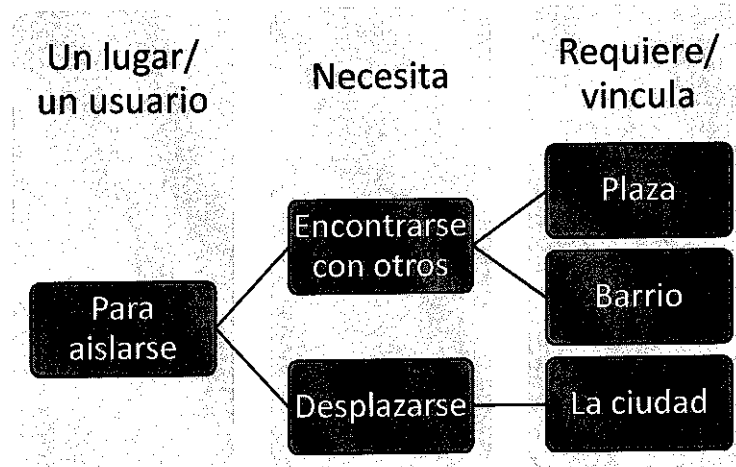 Un lugar/
un usuario
Necesita
Requiere/
vincula
Para
aislarse
Encontrarse
con otros
Desplazarse
Plaza
Barrio
La ciudad